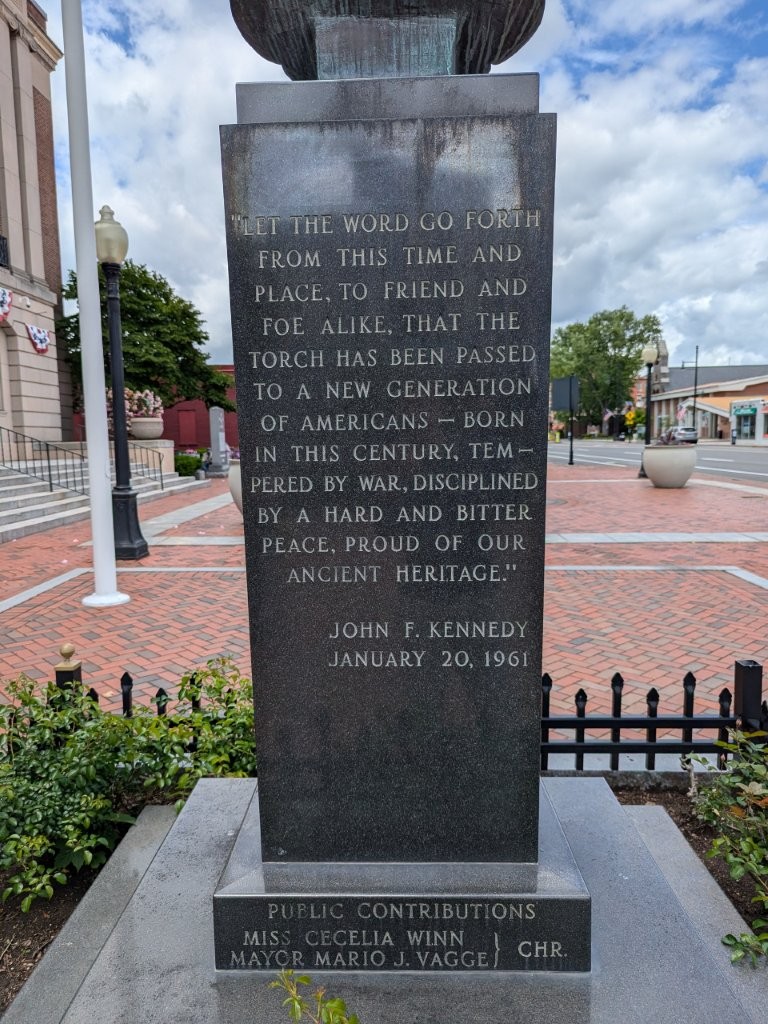 "LET THE WORD GO FORTH
FROM THIS TIME AND
PLACE, TO FRIEND AND
FOE ALIKE, THAT THE
TORCH HAS BEEN PASSED
TO A NEW GENERATION
OF AMERICANS — BORN
IN THIS CENTURY, TEM—
PERED BY WAR, DISCIPLINED
BY A HARD AND BITTER
PEACE, PROUD OF OUR
ANCIENT HERITAGE."
JOHN F. KENNEDY
JANUARY 20, 1961
PUBLIC CONTRIBUTIONS
MISS CECELIA WINN
MAYOR MARIO J. VAGGE } CHR.